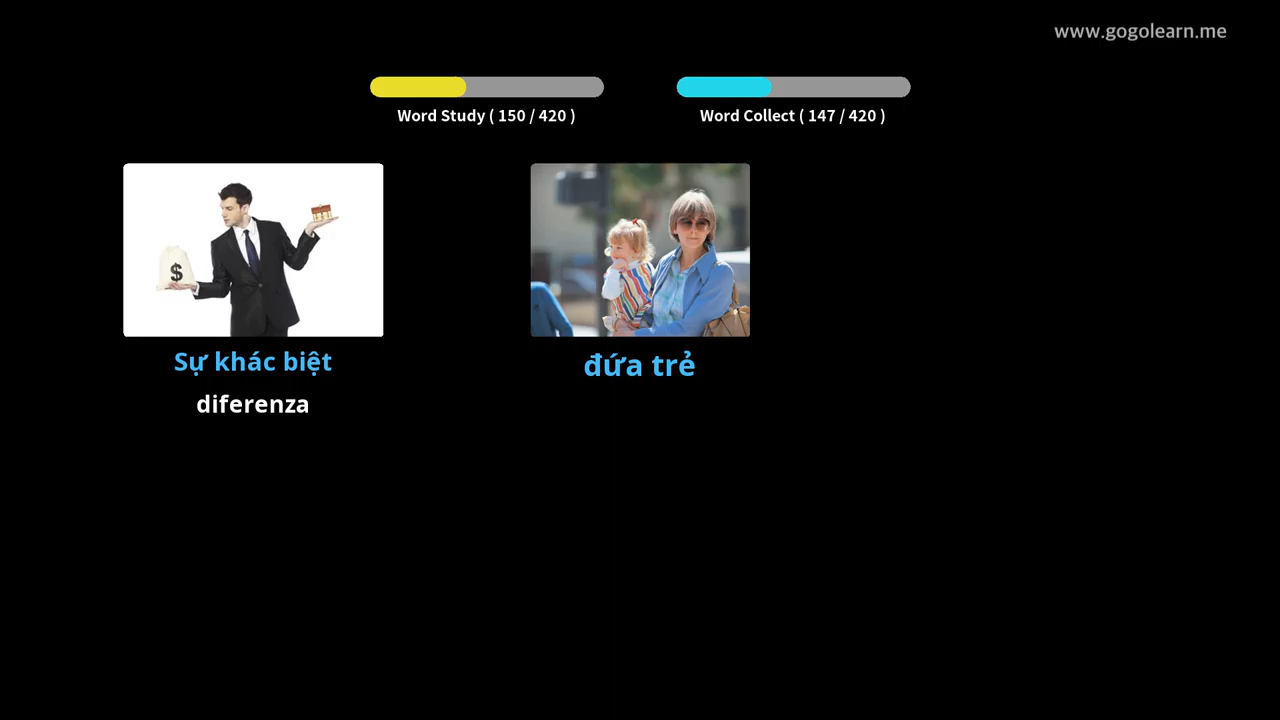 www.gogolearn.me
Word Study ( 150 / 420 )
Word Collect ( 147 / 420 )
$
Sự khác biệt
diferenza
đứa trẻ